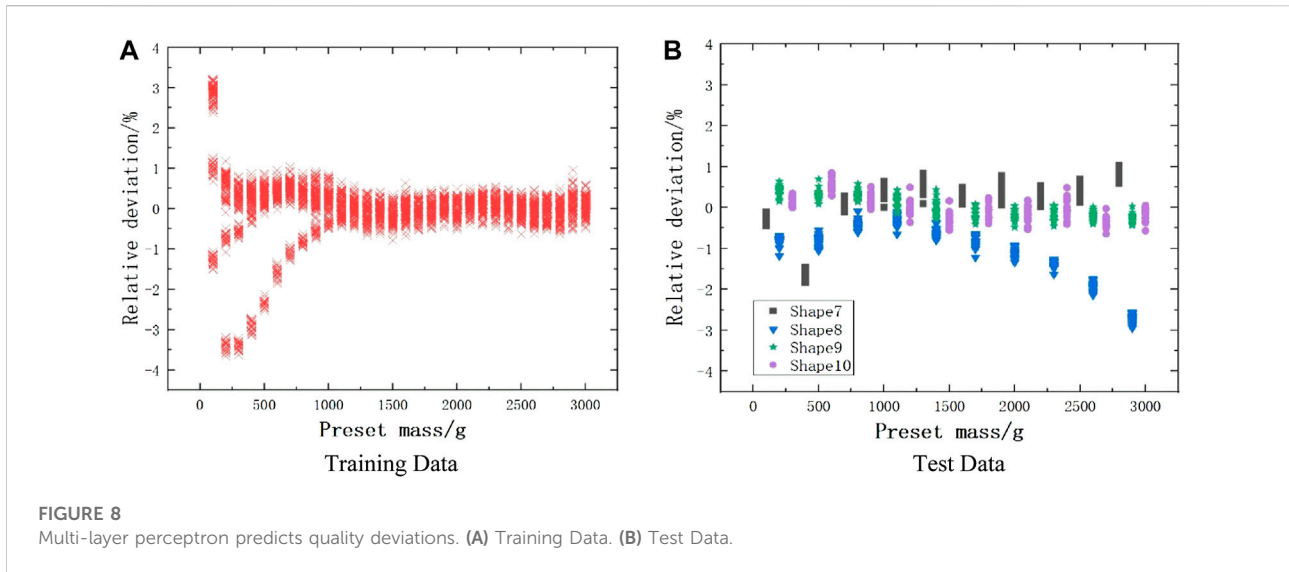 A
Relative deviation/%
4
3
2
1
0
-1
-2
-3
-4
0 500 1000 1500 2000 2500 3000
Preset mass/g
Training Data
B
Relative deviation/%
4
3
2
1
0
-1
-2
-3
-4
Shape7
Shape8
Shape9
Shape10
0 500 1000 1500 2000 2500 3000
Preset mass/g
Test Data
FIGURE 8
Multi-layer perceptron predicts quality deviations. (A) Training Data. (B) Test Data.